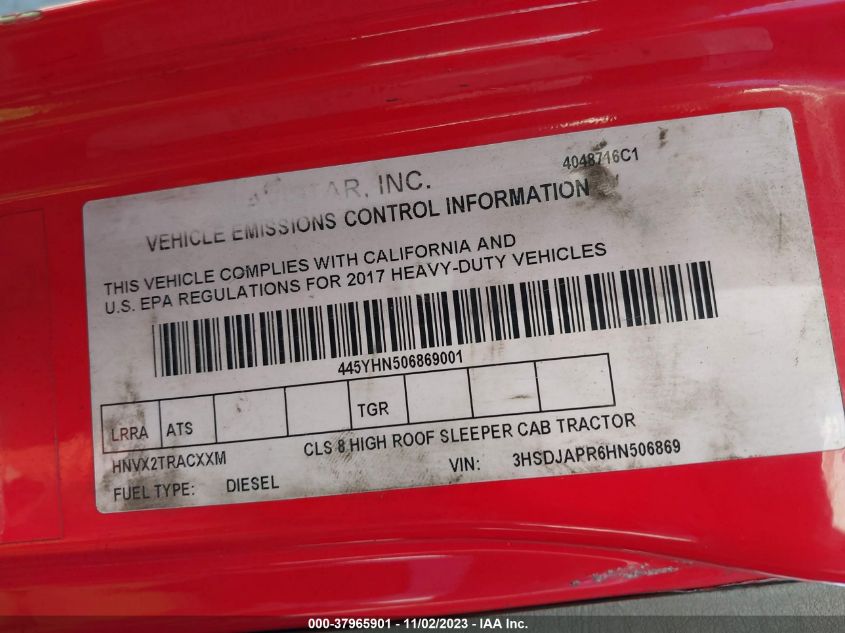 4048716C1
INC.
VEHICLE EMISSIONS CONTROL INFORMATION
THIS VEHICLE COMPLIES WITH CALIFORNIA AND
U.S. EPA REGULATIONS FOR 2017 HEAVY-DUTY VEHICLES
445YHN506869001
LRRA ATS TGR
HNVX2TRACXXM CLS 8 HIGH ROOF SLEEPER CAB TRACTOR
FUEL TYPE: DIESEL VIN: 3HSDJAPR6HN506869
000-37965901 - 11/02/2023 - IAA Inc.